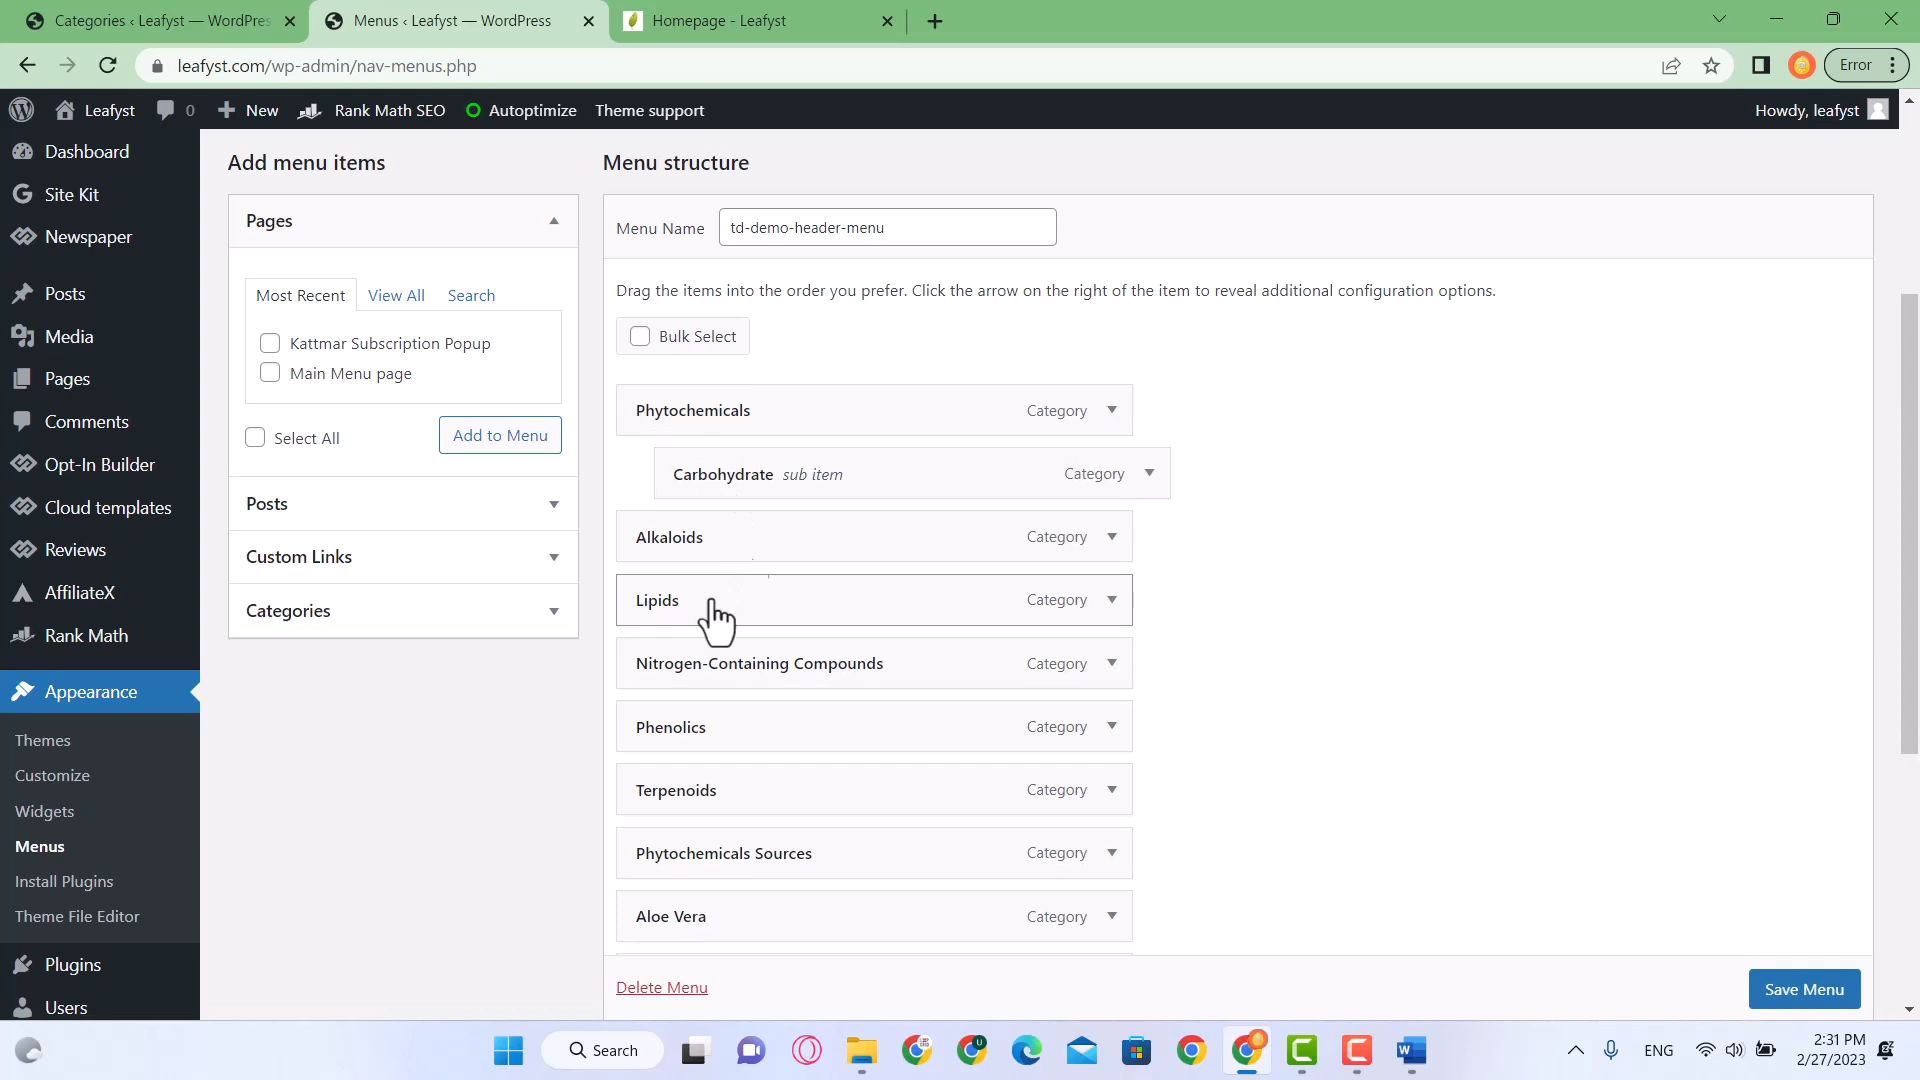 Categories ‹ Leafyst — WordPres
Menus ‹ Leafyst — WordPress
Homepage - Leafyst
leafyst.com/wp-admin/nav-menus.php
Error
Leafyst
0
New
Rank Math SEO
Autoptimize
Theme support
Howdy, leafyst
Dashboard
Site Kit
Newspaper
Posts
Media
Pages
Comments
Opt-In Builder
Cloud templates
Reviews
AffiliateX
Rank Math
Appearance
Themes
Customize
Widgets
Menus
Install Plugins
Theme File Editor
Plugins
Users
Add menu items
Pages
Most Recent View All Search
Kattmar Subscription Popup
Main Menu page
Select All
Add to Menu
Posts
Custom Links
Categories
Menu structure
Menu Name td-demo-header-menu
Drag the items into the order you prefer. Click the arrow on the right of the item to reveal additional configuration options.
Bulk Select
Phytochemicals Category
Carbohydrate sub item Category
Alkaloids Category
Lipids Category
Nitrogen-Containing Compounds Category
Phenolics Category
Terpenoids Category
Phytochemicals Sources Category
Aloe Vera Category
Delete Menu
Save Menu
Search
ENG
2:31 PM
2/27/2023